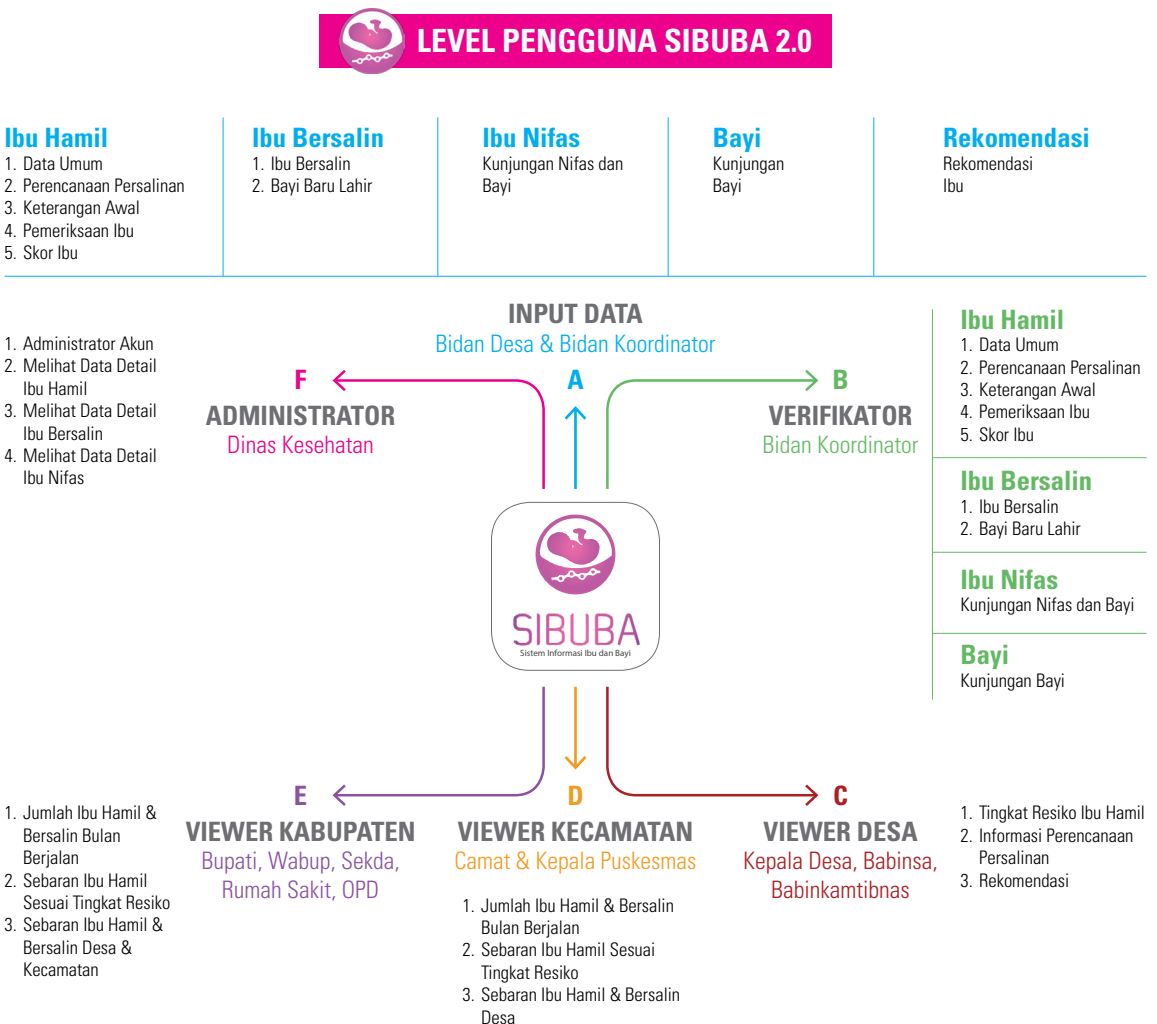 LEVEL PENGGUNA SIBUBA 2.0
Ibu Hamil
1. Data Umum
2. Perencanaan Persalinan
3. Keterangan Awal
4. Pemeriksaan Ibu
5. Skor Ibu
Ibu Bersalin
1. Ibu Bersalin
2. Bayi Baru Lahir
Ibu Nifas
Kunjungan Nifas dan
Bayi
Bayi
Kunjungan
Bayi
Rekomendasi
Rekomendasi
Ibu
INPUT DATA
Bidan Desa & Bidan Koordinator
A
1. Administrator Akun
2. Melihat Data Detail
Ibu Hamil
3. Melihat Data Detail
Ibu Bersalin
4. Melihat Data Detail
Ibu Nifas
F
ADMINISTRATOR
Dinas Kesehatan
B
VERIFIKATOR
Bidan Koordinator
Ibu Hamil
1. Data Umum
2. Perencanaan Persalinan
3. Keterangan Awal
4. Pemeriksaan Ibu
5. Skor Ibu
Ibu Bersalin
1. Ibu Bersalin
2. Bayi Baru Lahir
Ibu Nifas
Kunjungan Nifas dan Bayi
Bayi
Kunjungan Bayi
SIBUBA
Sistem Informasi Ibu dan Bayi
1. Jumlah Ibu Hamil &
Bersalin Bulan
Berjalan
2. Sebaran Ibu Hamil
Sesuai Tingkat Resiko
3. Sebaran Ibu Hamil &
Bersalin Desa &
Kecamatan
E
VIEWER KABUPATEN
Bupati, Wabup, Sekda,
Rumah Sakit, OPD
D
VIEWER KECAMATAN
Camat & Kepala Puskesmas
1. Jumlah Ibu Hamil & Bersalin
Bulan Berjalan
2. Sebaran Ibu Hamil Sesuai
Tingkat Resiko
3. Sebaran Ibu Hamil & Bersalin
Desa
C
VIEWER DESA
Kepala Desa, Babinsa,
Babinkamtibnas
1. Tingkat Resiko Ibu Hamil
2. Informasi Perencanaan
Persalinan
3. Rekomendasi